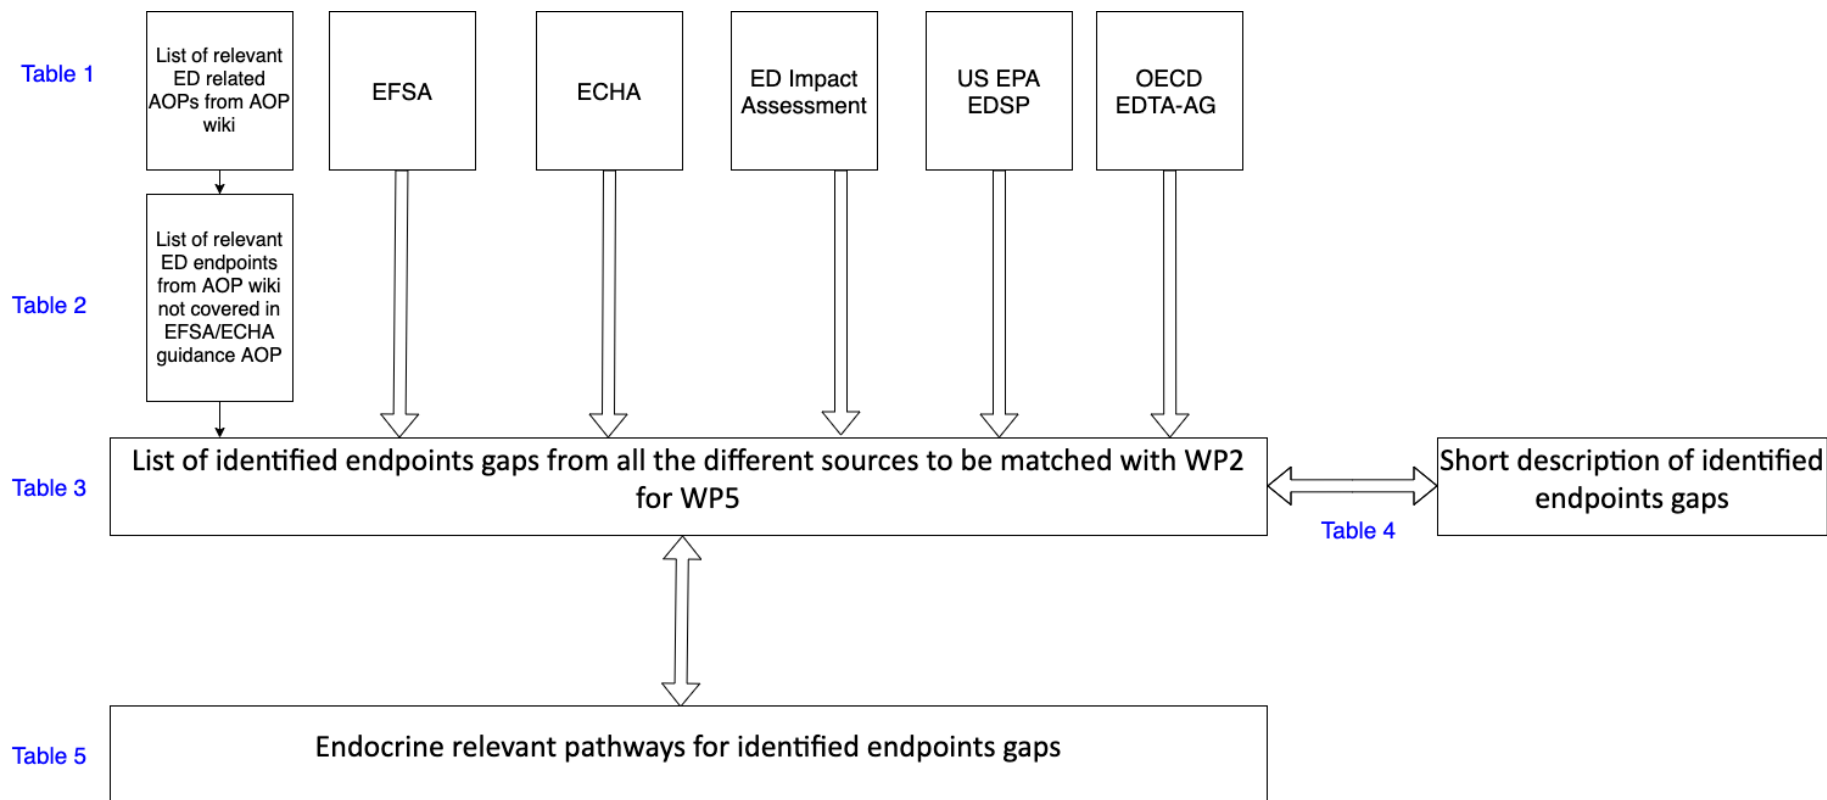 Table 1
List of relevant
ED related
AOPs from AOP
wiki
EFSA
ECHA
ED Impact
Assessment
US EPA
EDSP
OECD
EDTA-AG
Table 2
List of relevant
ED endpoints
from AOP wiki
not covered in
EFSA/ECHA
guidance AOP
Table 3
List of identified endpoints gaps from all the different sources to be matched with WP2
for WP5
Table 4
Short description of identified
endpoints gaps
Table 5
Endocrine relevant pathways for identified endpoints gaps